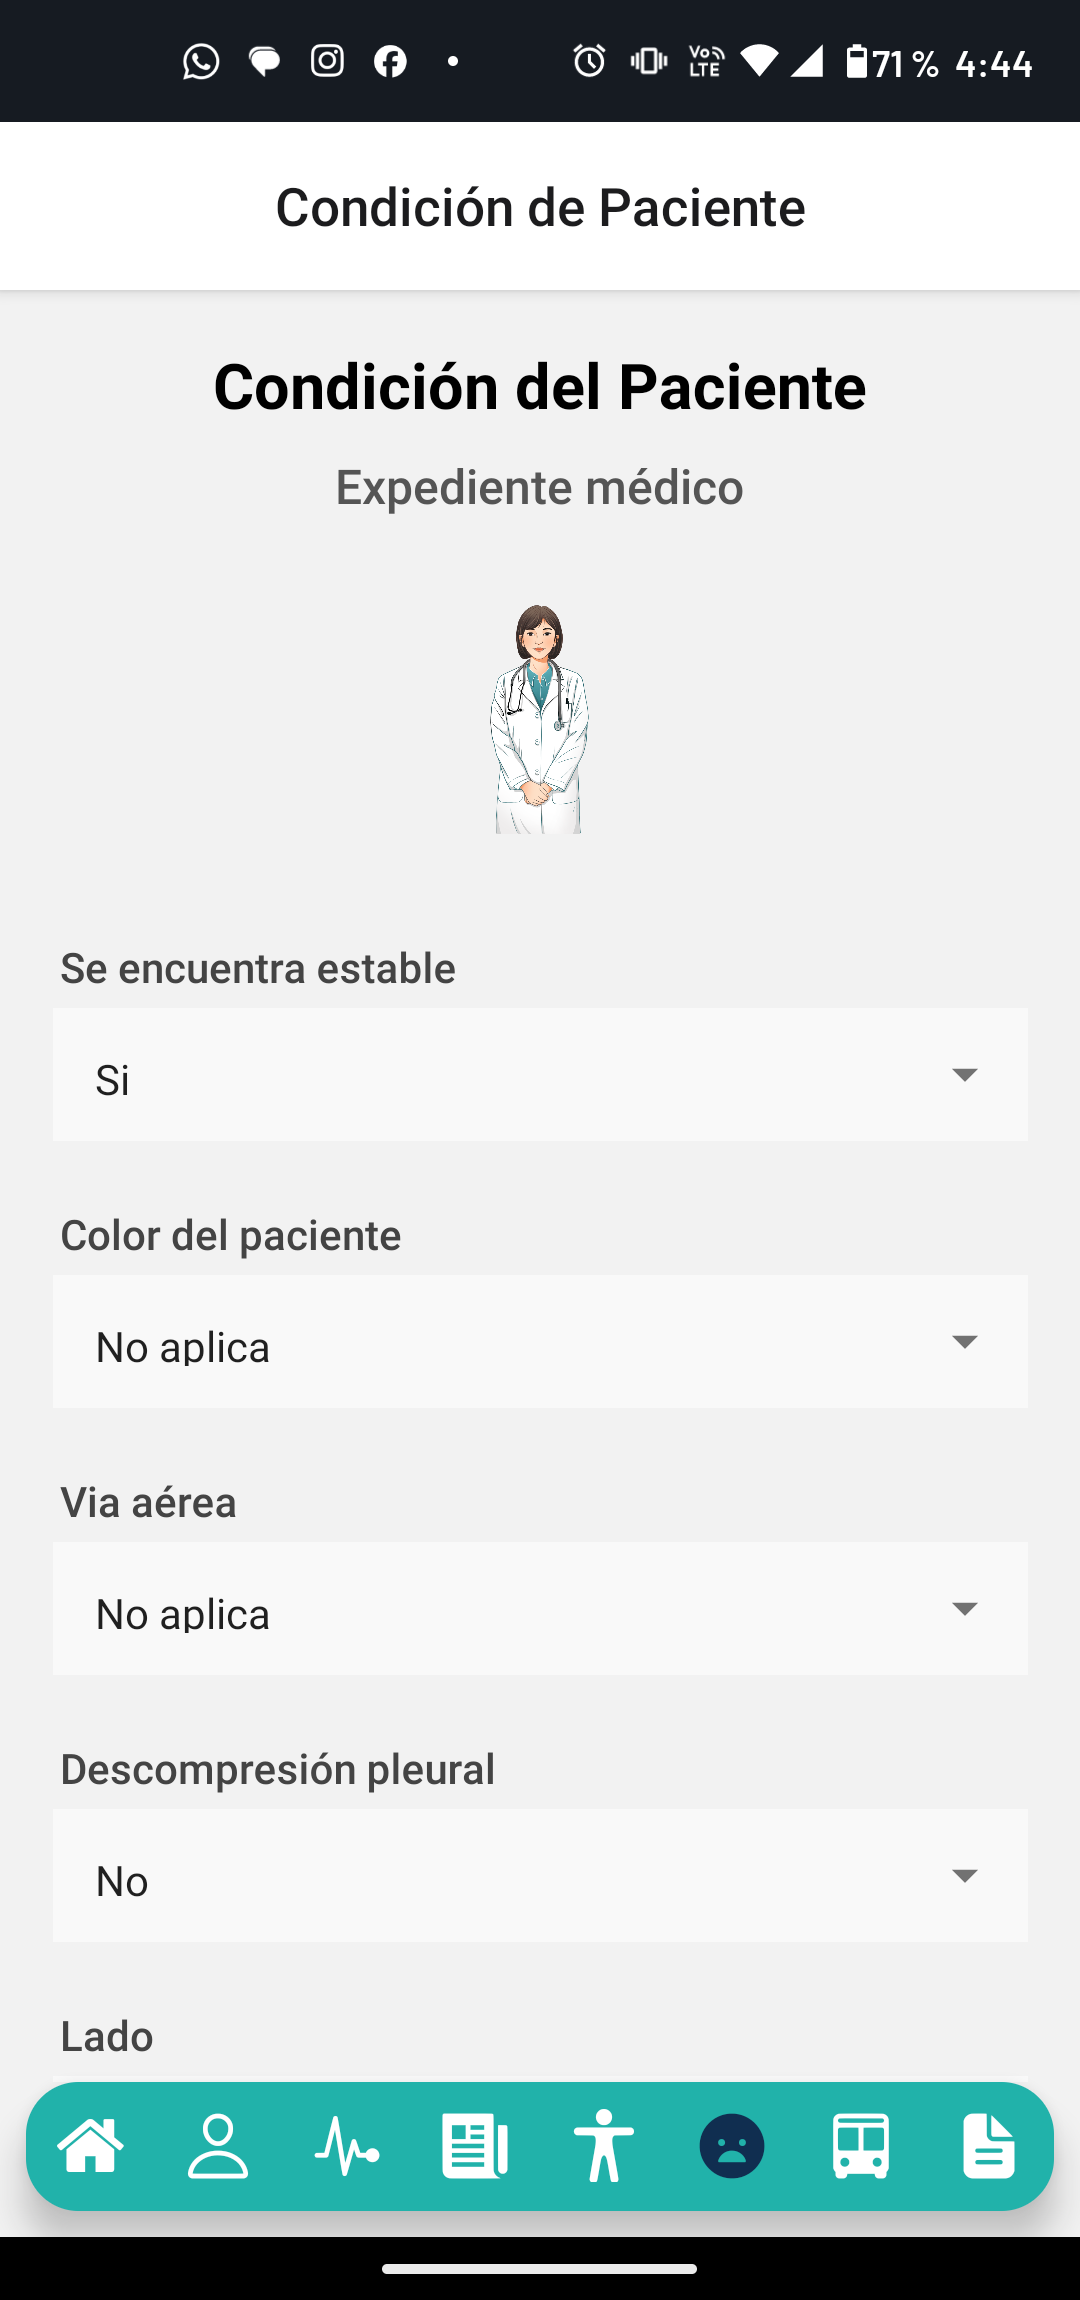 Vo LTE 71 % 4:44
Condición de Paciente
Condición del Paciente
Expediente médico
Se encuentra estable
Si
Color del paciente
No aplica
Via aérea
No aplica
Descompresión pleural
No
Lado